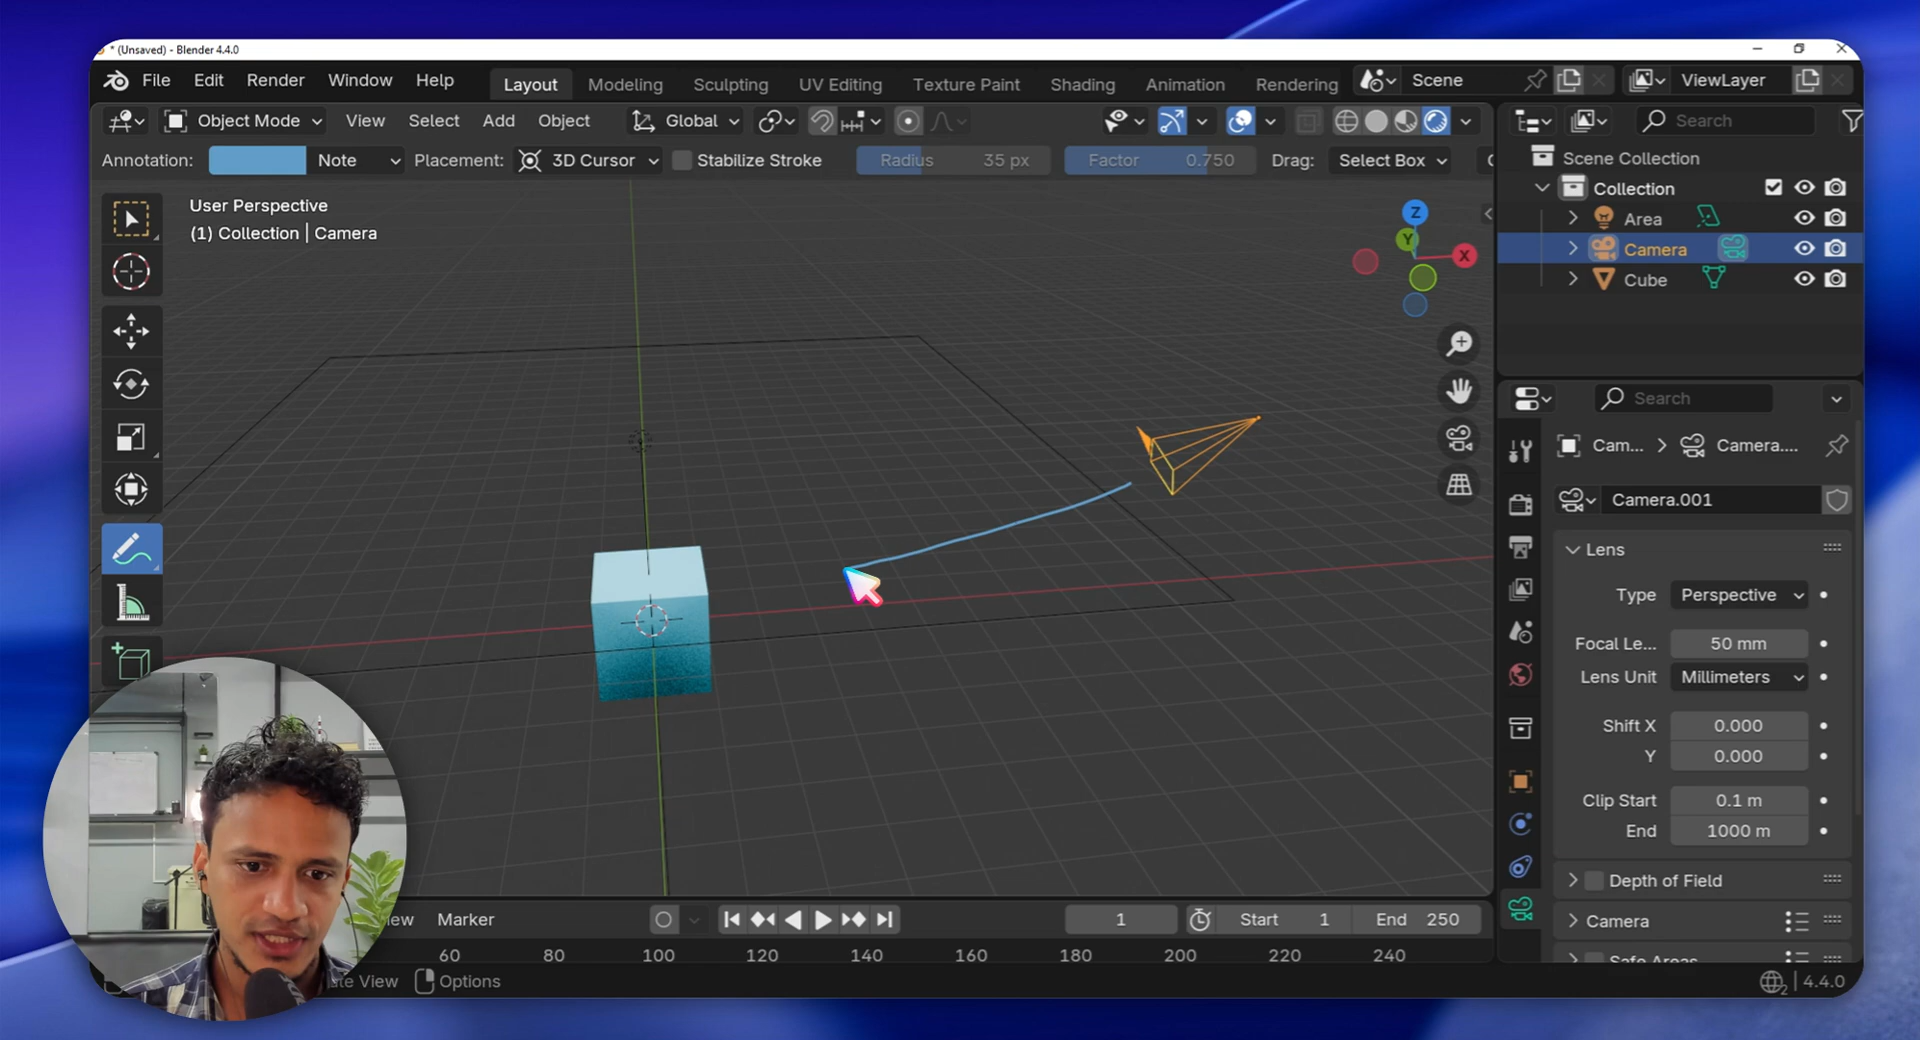 * (Unsaved) - Blender 4.4.0
File Edit Render Window Help Layout Modeling Sculpting UV Editing Texture Paint Shading Animation Rendering Scene ViewLayer
Object Mode View Select Add Object Global Search
Annotation: Note Placement: 3D Cursor Stabilize Stroke Radius 35 px Factor 0.750 Drag: Select Box
Scene Collection
Collection
Area
Camera
Cube
User Perspective
(1) Collection | Camera
Z
Y
X
Search
Cam... Camera....
Camera.001
Lens
Type Perspective
Focal Le... 50 mm
Lens Unit Millimeters
Shift X 0.000
Y 0.000
Clip Start 0.1 m
End 1000 m
Depth of Field
Camera
Safe Areas
Marker 1 Start 1 End 250
60 80 100 120 140 160 180 200 220 240
View Options
2 | 4.4.0